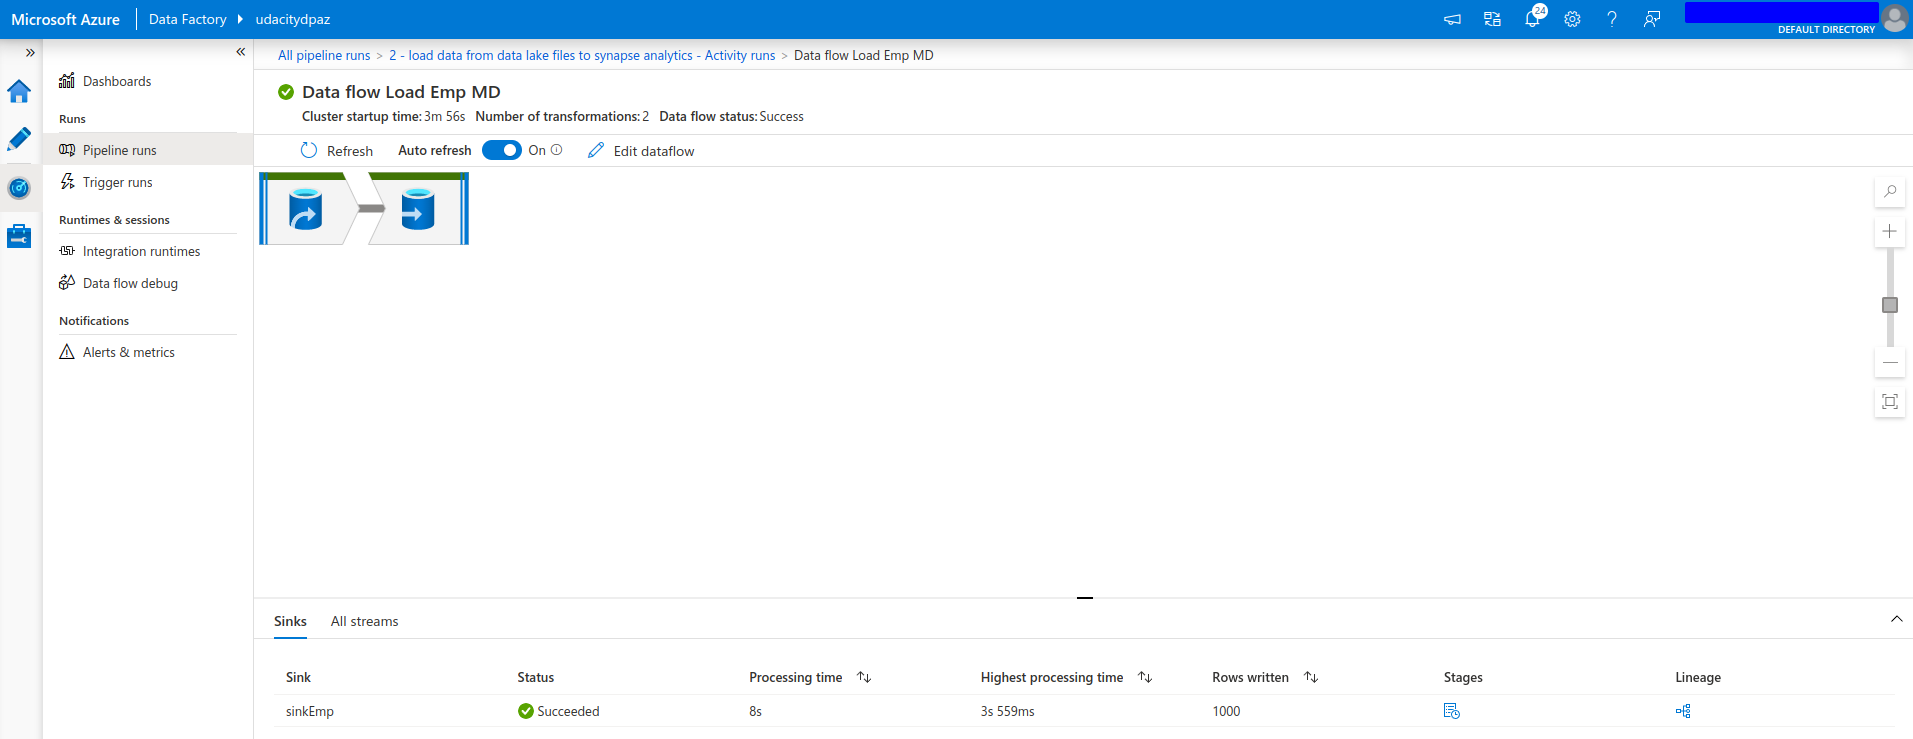 Microsoft Azure Data Factory udacitydpaz 24
DEFAULT DIRECTORY
All pipeline runs > 2 - load data from data lake files to synapse analytics - Activity runs > Data flow Load Emp MD
Dashboards
Runs
Pipeline runs
Trigger runs
Runtimes & sessions
Integration runtimes
Data flow debug
Notifications
Alerts & metrics
Data flow Load Emp MD
Cluster startup time: 3m 56s Number of transformations: 2 Data flow status: Success
Refresh Auto refresh On Edit dataflow
Sinks All streams
Sink Status Processing time Highest processing time Rows written Stages Lineage
sinkEmp Succeeded 8s 3s 559ms 1000